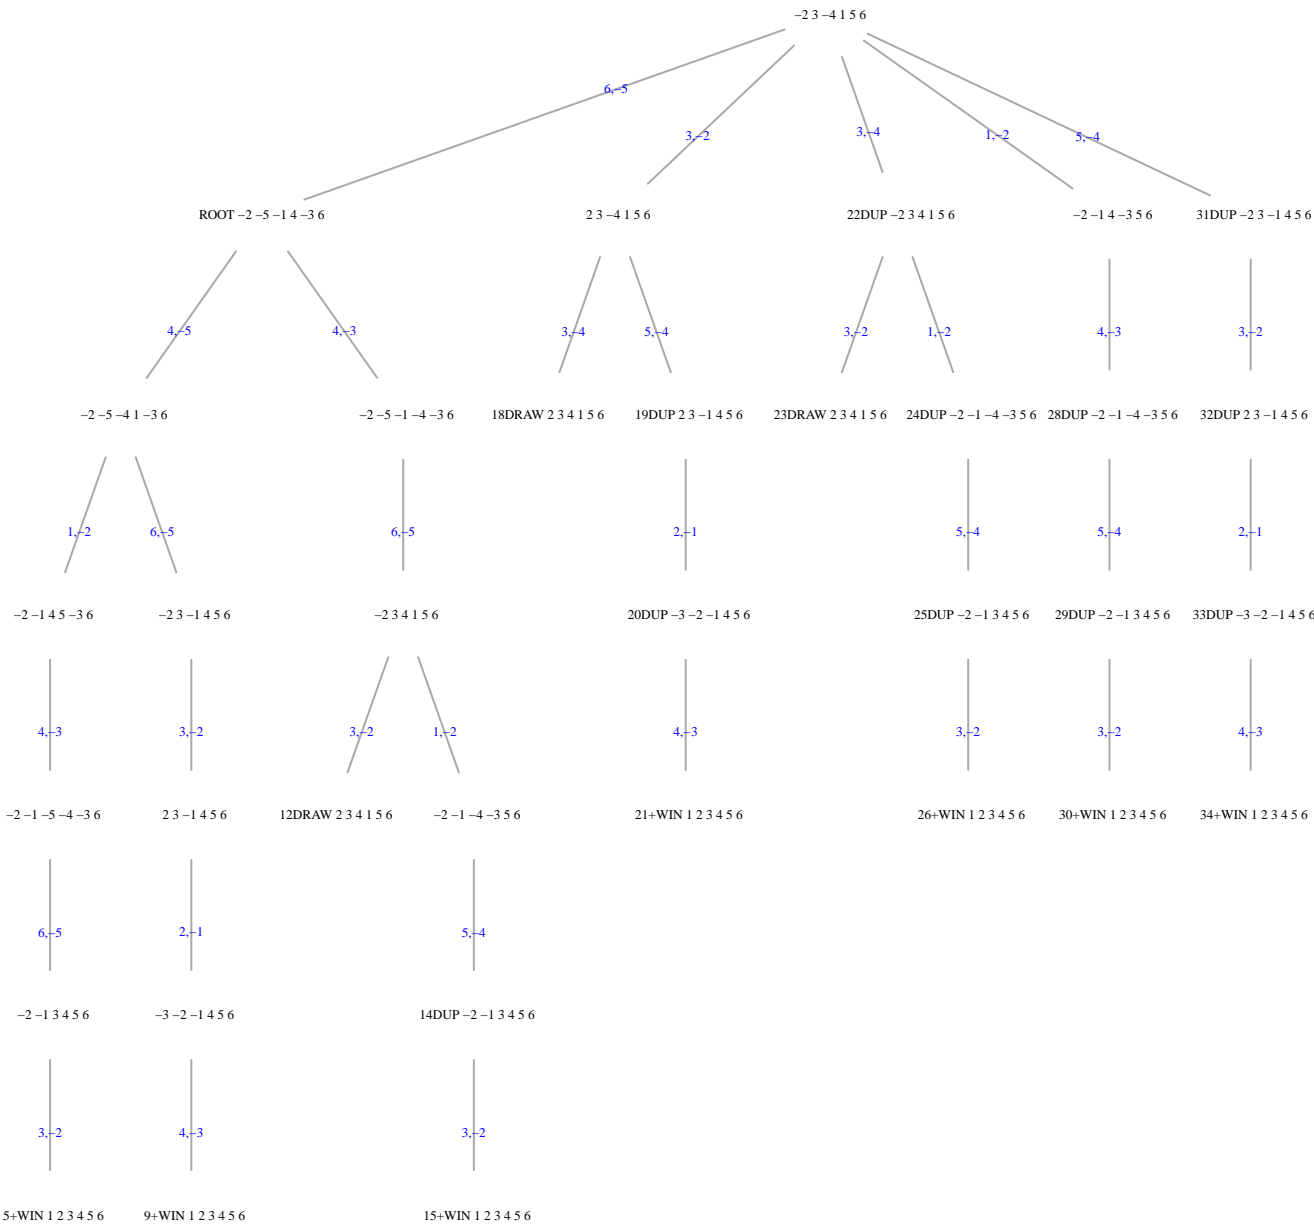 −2 3 −4 1 5 6
6,−5
3,−2
3,−4
1,−2
5,−4
ROOT −2 −5 −1 4 −3 6
2 3 −4 1 5 6
22DUP −2 3 4 1 5 6
−2 −1 4 −3 5 6
31DUP −2 3 −1 4 5 6
4,−5
4,−3
3,−4
5,−4
3,−2
1,−2
4,−3
3,−2
−2 −5 −4 1 −3 6
−2 −5 −1 −4 −3 6
18DRAW 2 3 4 1 5 6
19DUP 2 3 −1 4 5 6
23DRAW 2 3 4 1 5 6
24DUP −2 −1 −4 −3 5 6
28DUP −2 −1 −4 −3 5 6
32DUP 2 3 −1 4 5 6
1,−2
6,−5
6,−5
2,−1
5,−4
5,−4
2,−1
−2 −1 4 5 −3 6
−2 3 −1 4 5 6
−2 3 4 1 5 6
20DUP −3 −2 −1 4 5 6
25DUP −2 −1 3 4 5 6
29DUP −2 −1 3 4 5 6
33DUP −3 −2 −1 4 5 6
4,−3
3,−2
3,−2
1,−2
4,−3
3,−2
3,−2
4,−3
−2 −1 −5 −4 −3 6
2 3 −1 4 5 6
12DRAW 2 3 4 1 5 6
−2 −1 −4 −3 5 6
21+WIN 1 2 3 4 5 6
26+WIN 1 2 3 4 5 6
30+WIN 1 2 3 4 5 6
34+WIN 1 2 3 4 5 6
6,−5
2,−1
5,−4
−2 −1 3 4 5 6
−3 −2 −1 4 5 6
14DUP −2 −1 3 4 5 6
3,−2
4,−3
3,−2
5+WIN 1 2 3 4 5 6
9+WIN 1 2 3 4 5 6
15+WIN 1 2 3 4 5 6